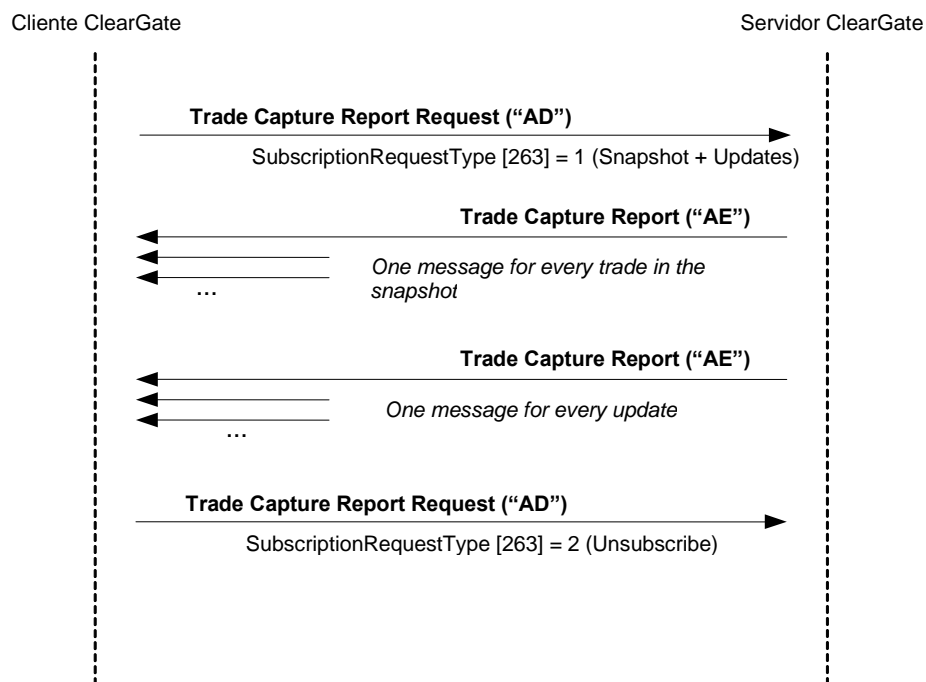 Cliente ClearGate
Servidor ClearGate
Trade Capture Report Request (“AD”)
SubscriptionRequestType [263] = 1 (Snapshot + Updates)
Trade Capture Report (“AE”)
One message for every trade in the
snapshot
...
Trade Capture Report (“AE”)
One message for every update
...
Trade Capture Report Request (“AD”)
SubscriptionRequestType [263] = 2 (Unsubscribe)